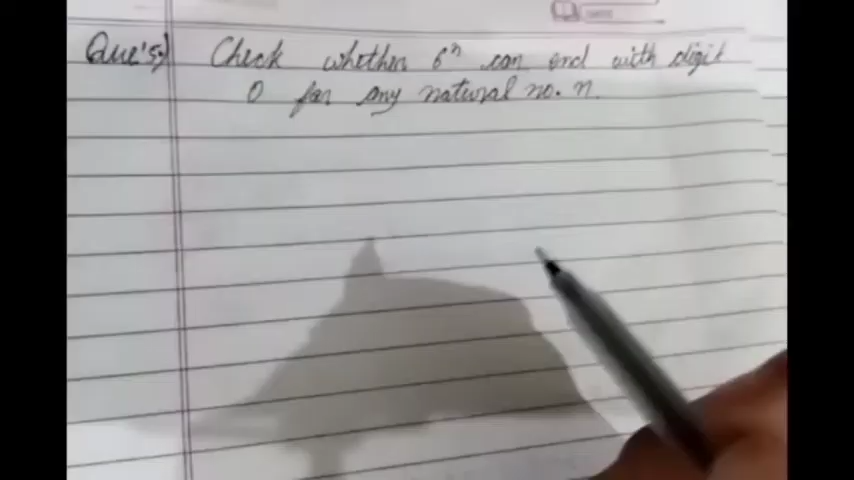 Que's) Check whether 6ⁿ can end with digit
0 for any natural no. n.